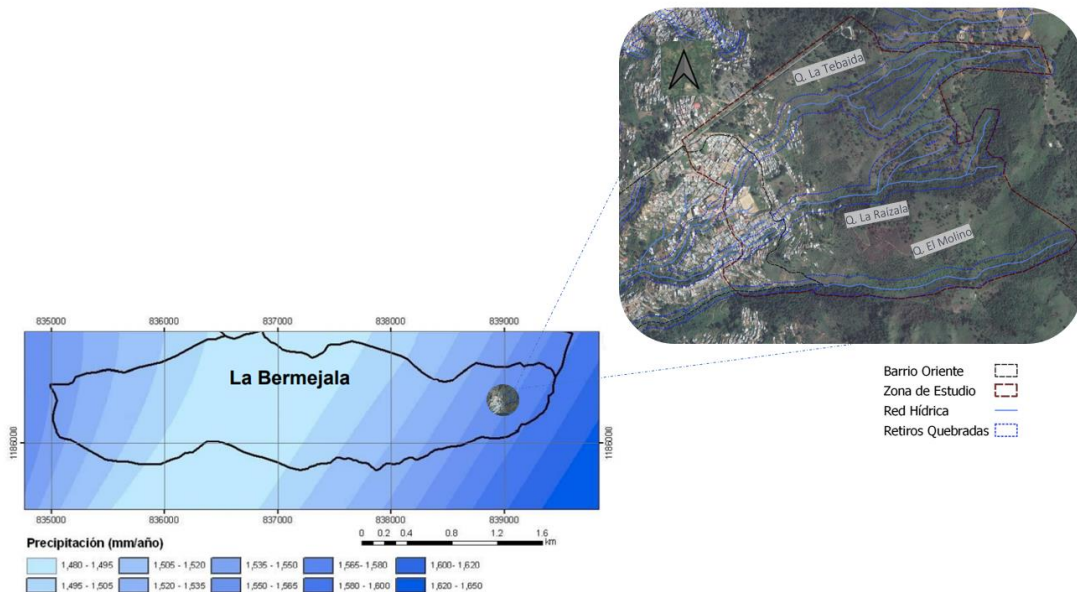 Q. La Tebaida
Q. La Raízala
Q. El Molino
Barrio Oriente
Zona de Estudio
Red Hídrica
Retiros Quebradas
835000 836000 837000 838000 839000
La Bermejala
1186000 1186000
835000 836000 837000 838000 839000
0 0.2 0.4 0.8 1.2 1.6
km
Precipitación (mm/año)
1,480 - 1,495 1,505 - 1,520 1,535 - 1,550 1,565- 1,580 1,600- 1,620
1,495 - 1,505 1,520 - 1,535 1,550 - 1,565 1,580 - 1,600 1,620 - 1,650